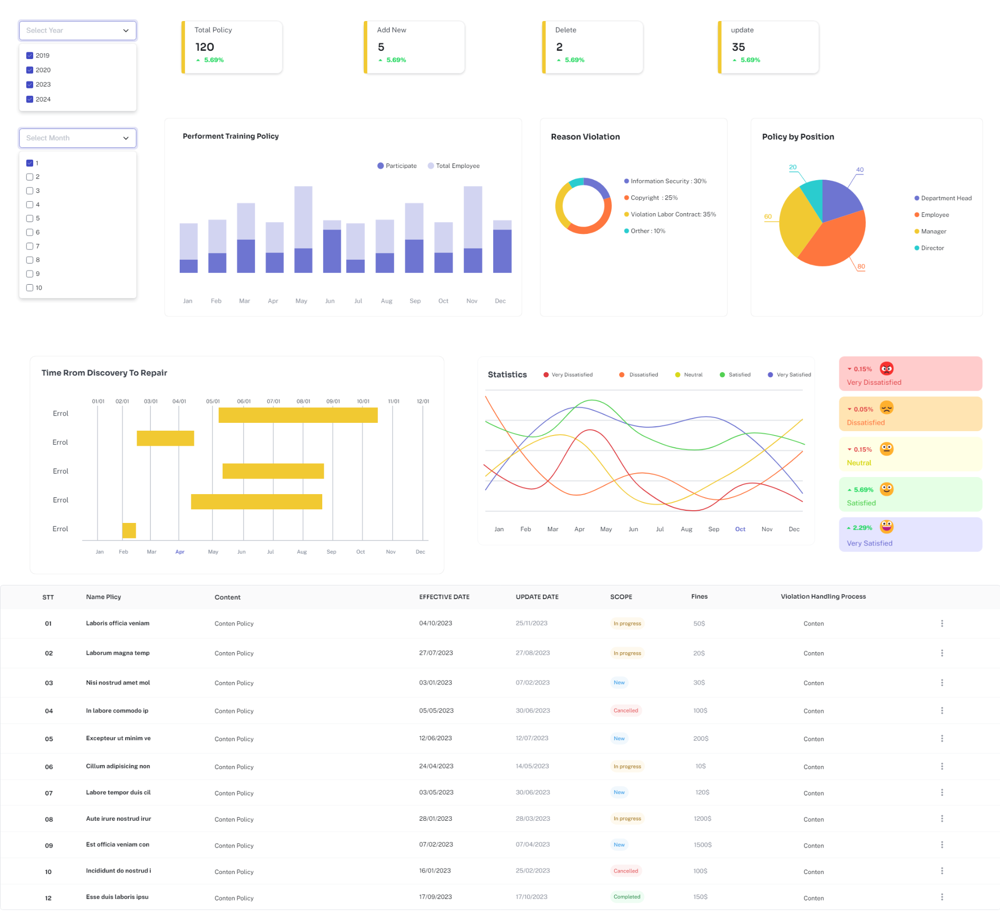 Select Year
2019
2020
2023
2024
Total Policy
120
5.69%
Add New
5
5.69%
Delete
2
5.69%
update
35
5.69%
Select Month
1
2
3
4
5
6
7
8
9
10
Performent Training Policy
Participate Total Employee
Jan Feb Mar Apr May Jun Jul Aug Sep Oct Nov Dec
Reason Violation
Information Security : 30%
Copyright : 25%
Violation Labor Contract: 35%
Orther : 10%
Policy by Position
20
40
60
80
Department Head
Employee
Manager
Director
Time Rrom Discovery To Repair
01/01 02/01 03/01 04/01 05/01 06/01 07/01 08/01 09/01 10/01 11/01 12/01
Errol
Errol
Errol
Errol
Errol
Jan Feb Mar Apr May Jun Jul Aug Sep Oct Nov Dec
Statistics Very Dissatisfied Dissatisfied Neutral Satisfied Very Satisfied
Jan Feb Mar Apr May Jun Jul Aug Sep Oct Nov Dec
0.15%
Very Dissatisfied
0.05%
Dissatisfied
0.15%
Neutral
5.69%
Satisfied
2.29%
Very Satisfied
STT Name Plicy Content EFFECTIVE DATE UPDATE DATE SCOPE Fines Violation Handling Process
01 Laboris officia veniam Conten Policy 04/10/2023 25/11/2023 In progress 50$ Conten
02 Laborum magna temp Conten Policy 27/07/2023 27/08/2023 In progress 20$ Conten
03 Nisi nostrud amet mol Conten Policy 03/01/2023 07/02/2023 New 30$ Conten
04 In labore commodo ip Conten Policy 05/05/2023 30/06/2023 Cancelled 100$ Conten
05 Excepteur ut minim ve Conten Policy 12/06/2023 12/07/2023 New 200$ Conten
06 Cillum adipisicing non Conten Policy 24/04/2023 14/05/2023 In progress 10$ Conten
07 Labore tempor duis cil Conten Policy 03/05/2023 30/06/2023 New 120$ Conten
08 Aute irure nostrud irur Conten Policy 28/01/2023 28/03/2023 In progress 1200$ Conten
09 Est officia veniam con Conten Policy 07/02/2023 07/04/2023 New 1500$ Conten
10 Incididunt do nostrud i Conten Policy 16/01/2023 25/02/2023 Cancelled 100$ Conten
12 Esse duis laboris ipsu Conten Policy 17/09/2023 17/10/2023 Completed 150$ Conten